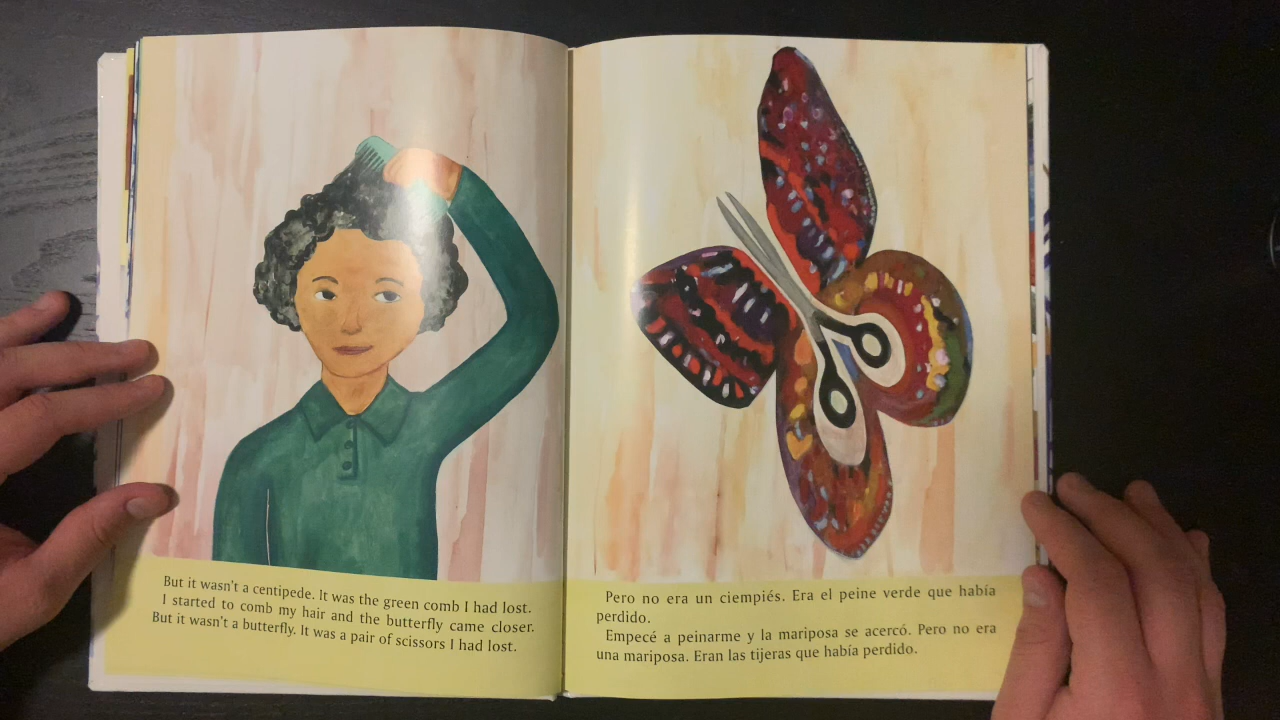 But it wasn't a centipede. It was the green comb I had lost.
I started to comb my hair and the butterfly came closer.
But it wasn't a butterfly. It was a pair of scissors I had lost.
Pero no era un ciempiés. Era el peine verde que había
perdido.
Empecé a peinarme y la mariposa se acercó. Pero no era
una mariposa. Eran las tijeras que había perdido.